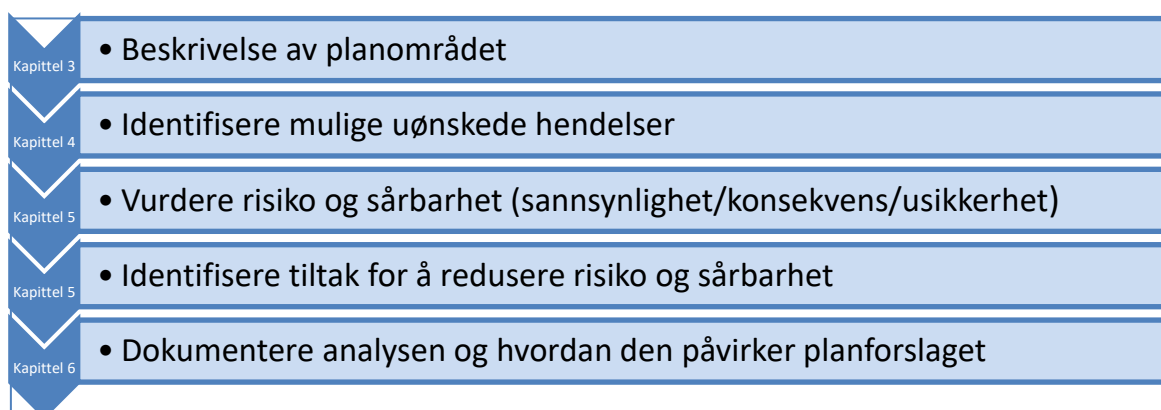 Kapittel 3
• Beskrivelse av planområdet
Kapittel 4
• Identifisere mulige uønskede hendelser
Kapittel 5
• Vurdere risiko og sårbarhet (sannsynlighet/konsekvens/usikkerhet)
Kapittel 5
• Identifisere tiltak for å redusere risiko og sårbarhet
Kapittel 6
• Dokumentere analysen og hvordan den påvirker planforslaget